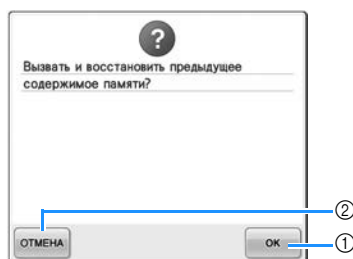 ?
Вызвать и восстановить предыдущее
содержимое памяти?
②
ОТМЕНА
OK
①